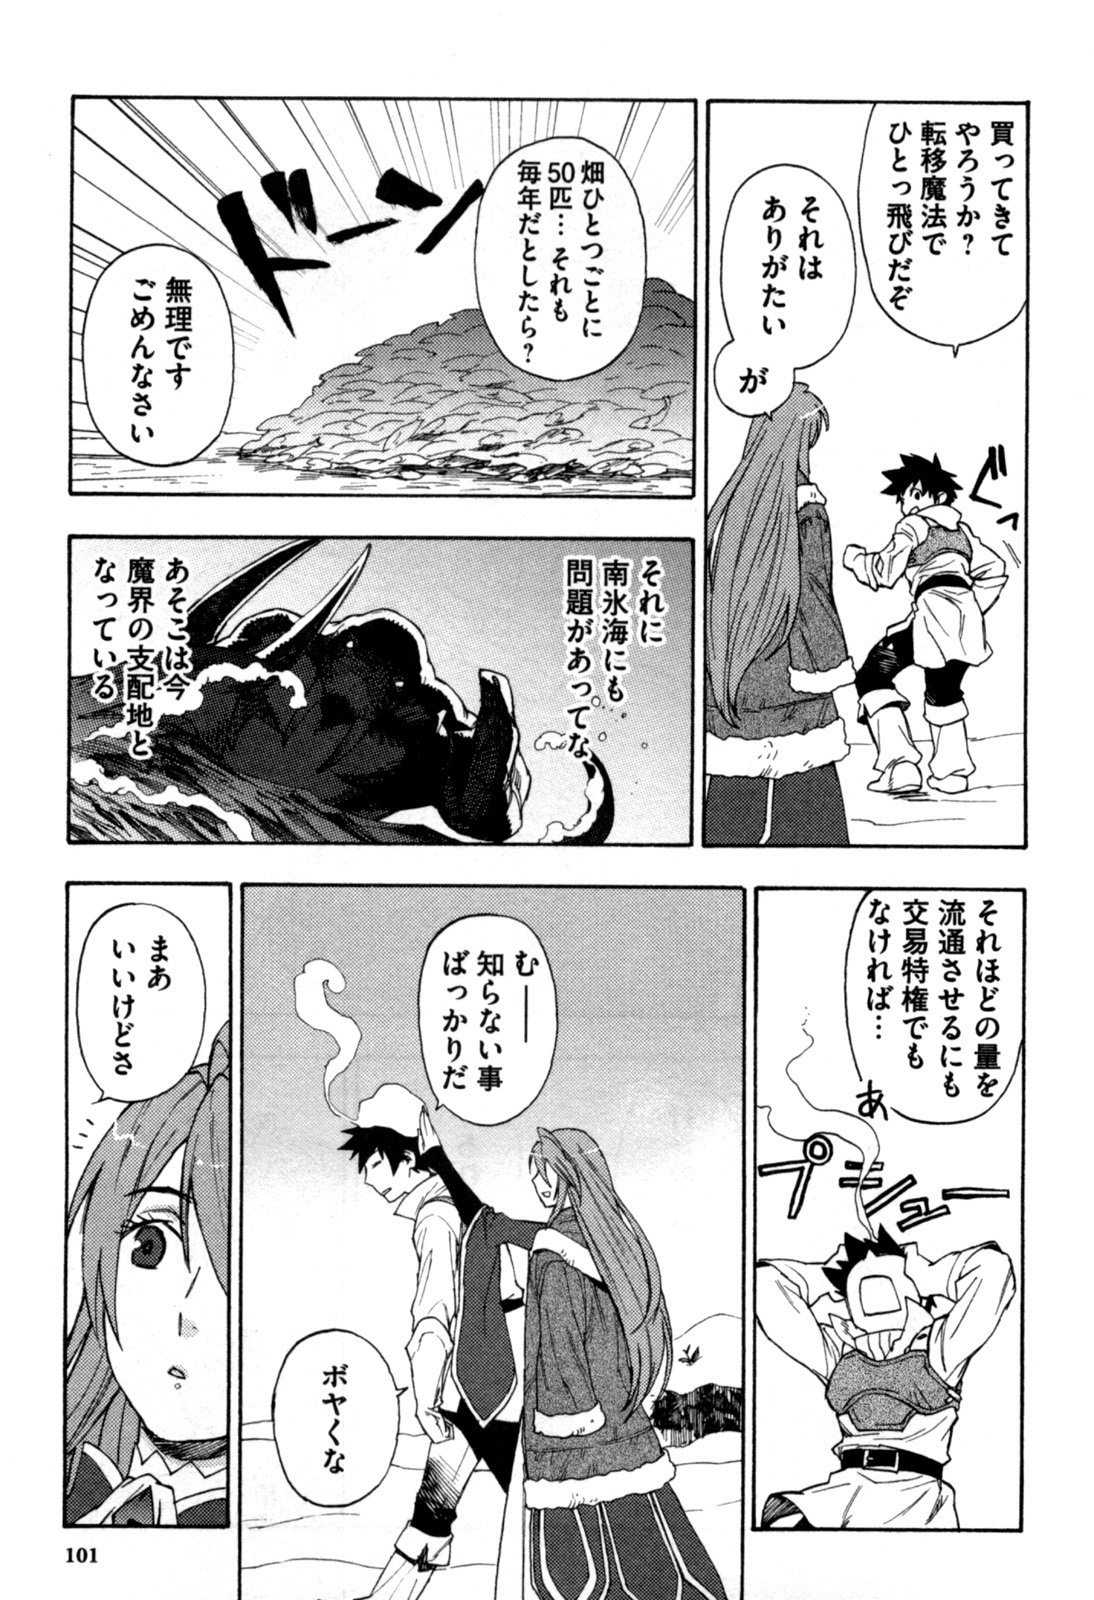 買ってきて
やろうか?
転移魔法で
ひとっ飛びだぞ
それは
ありがたい
が
ぐっ
畑ひとつごとに
50匹…それも
毎年だとしたら?
ドーン
無理です
ごめんなさい
それに
南氷海にも
問題があってな
あそこは今
魔界の支配地と
なっている
それほどの量を
流通させるにも
交易特権でも
なければ…
あ
プシュー
む――
知らない事
ばっかりだ
ボヤくな
まあ
いいけどさ
101